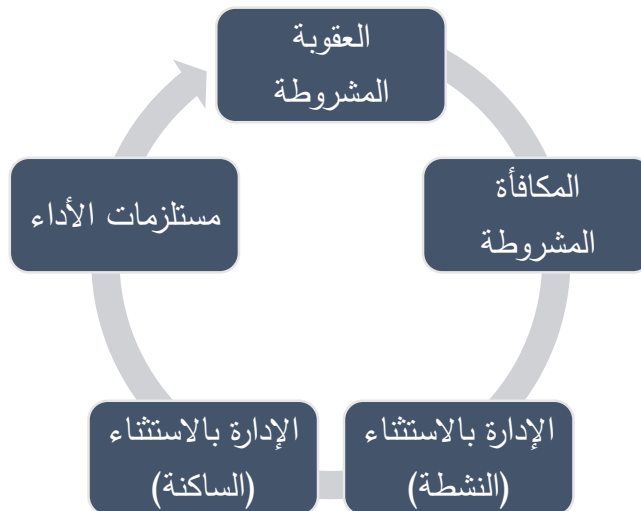 العقوبة
المشروطة
المكافأة
المشروطة
الإدارة بالاستثناء
(النشطة)
الإدارة بالاستثناء
(الساكنة)
مستلزمات الأداء